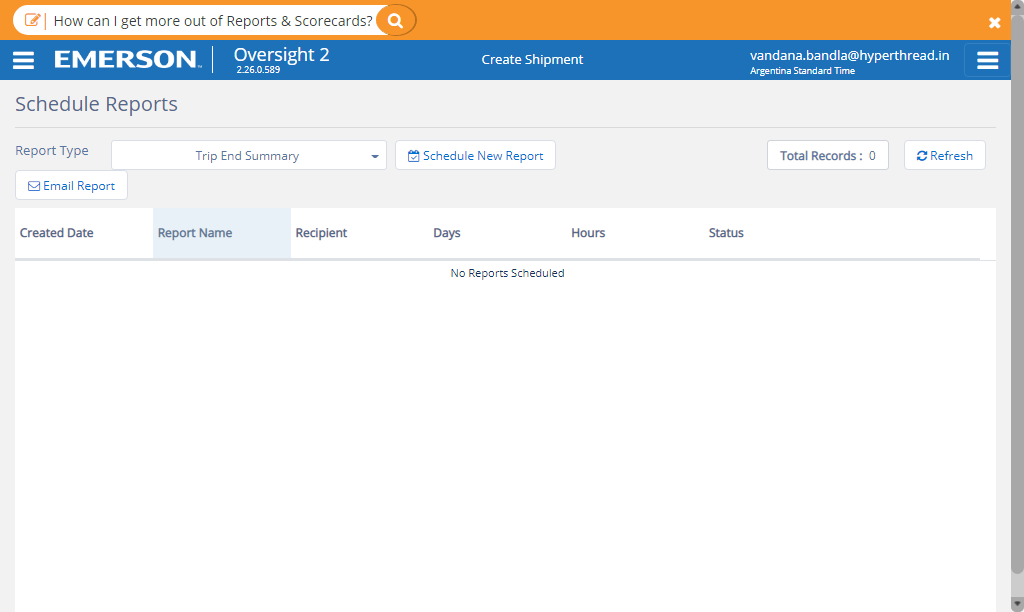 How can I get more out of Reports & Scorecards?
EMERSON™
Oversight 2
2.26.0.589
Create Shipment
vandana.bandla@hyperthread.in
Argentina Standard Time
Schedule Reports
Report Type
Trip End Summary
Schedule New Report
Total Records : 0
Refresh
Email Report
Created Date Report Name Recipient Days Hours Status
No Reports Scheduled